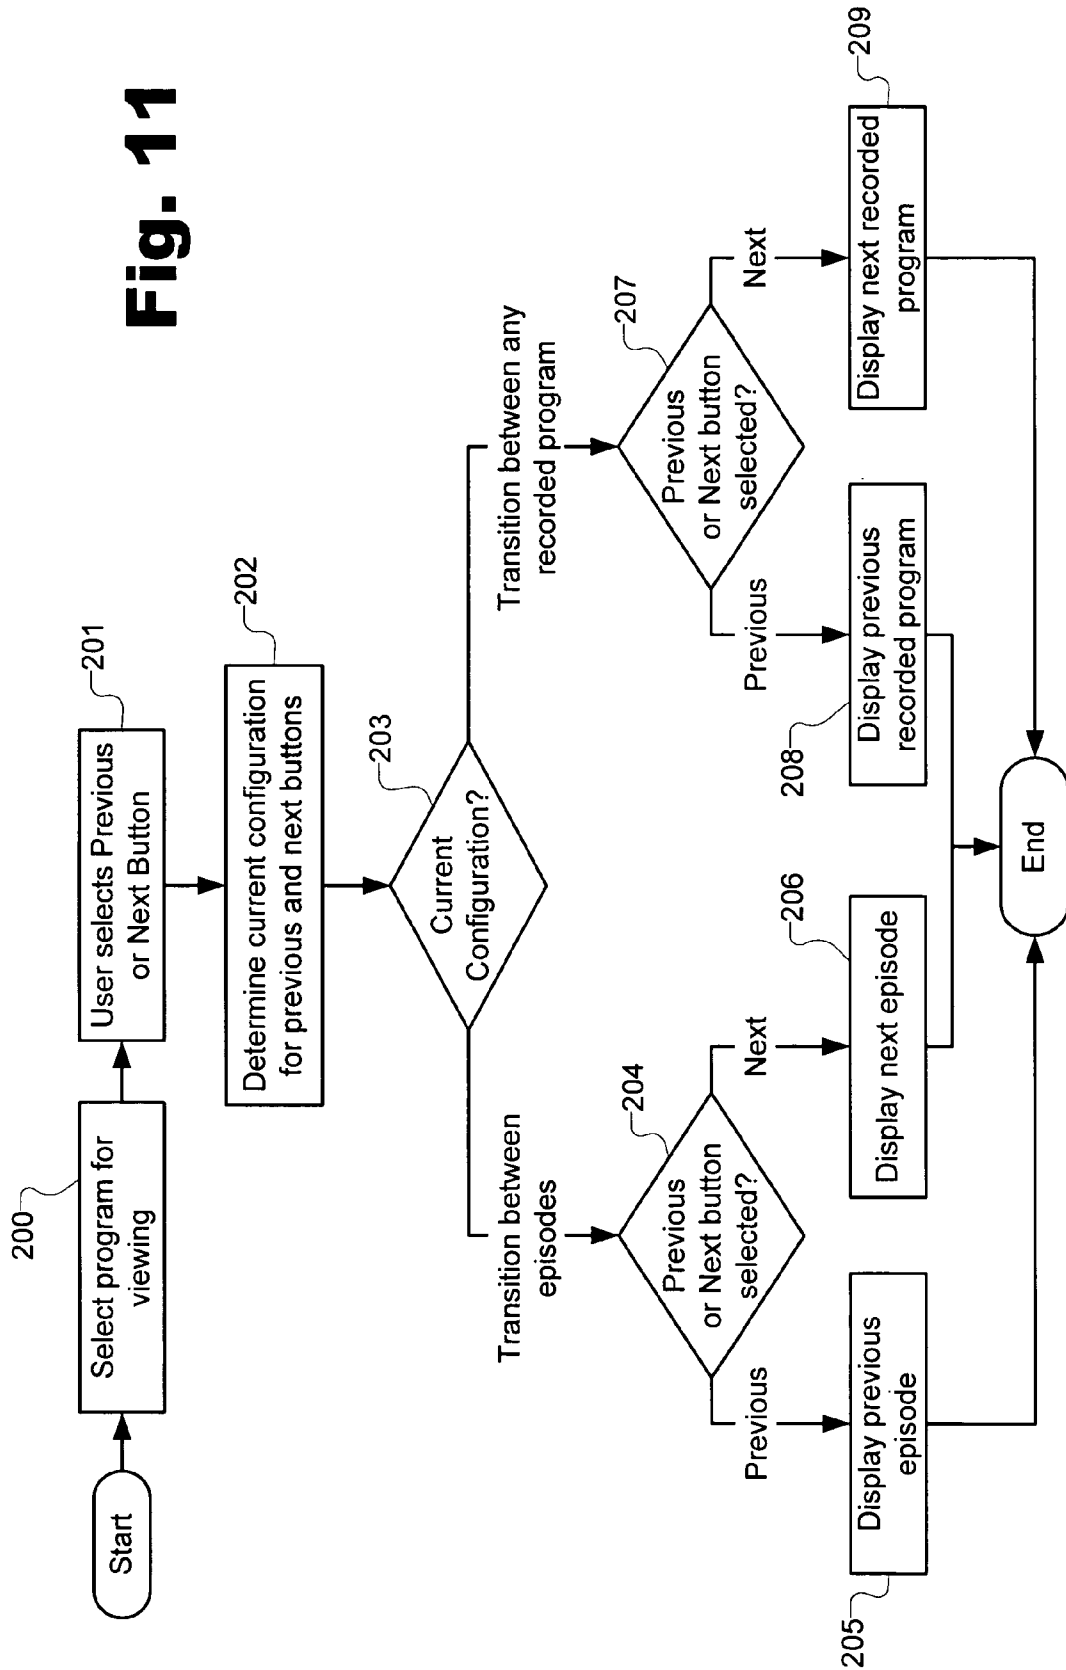 Fig. 11
Start
200
Select program for
viewing
201
User selects Previous
or Next Button
202
Determine current configuration
for previous and next buttons
203
Current
Configuration?
Transition between
episodes
Transition between any
recorded program
204
Previous
or Next button
selected?
207
Previous
or Next button
selected?
Previous
Next
Previous
Next
205
Display previous
episode
206
Display next episode
208
Display previous
recorded program
209
Display next recorded
program
End